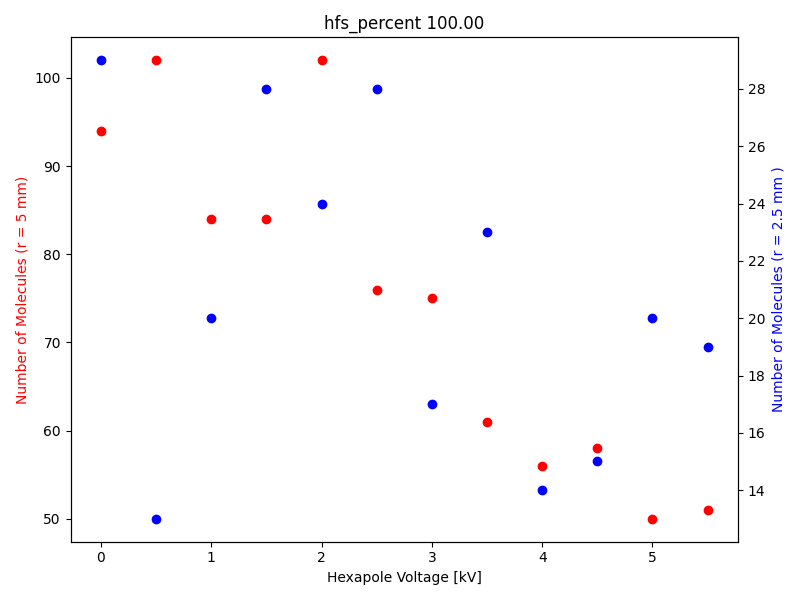 hfs_percent 100.00
Number of Molecules (r = 5 mm)
100
90
80
70
60
50
28
26
24
22
20
18
16
14
Number of Molecules (r = 2.5 mm )
0 1 2 3 4 5
Hexapole Voltage [kV]